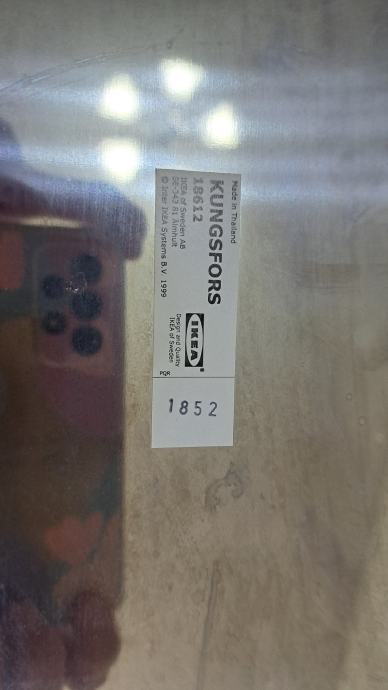 Made in Thailand
KUNGSFORS
18612
IKEA of Sweden AB
SE-343 81 Älmhult
© Inter IKEA Systems B.V. 1999
IKEA®
Design and Quality
IKEA of Sweden
PQR
1852